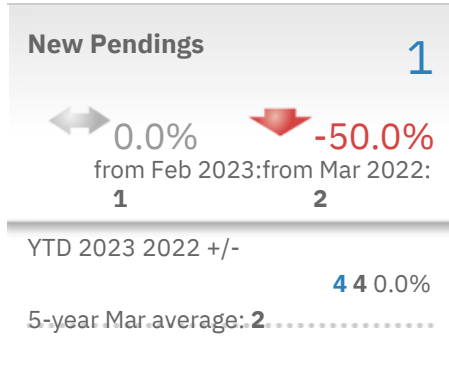 New Pendings 1
0.0% -50.0%
from Feb 2023:from Mar 2022:
1 2
YTD 2023 2022 +/-
4 4 0.0%
5-year Mar average: 2